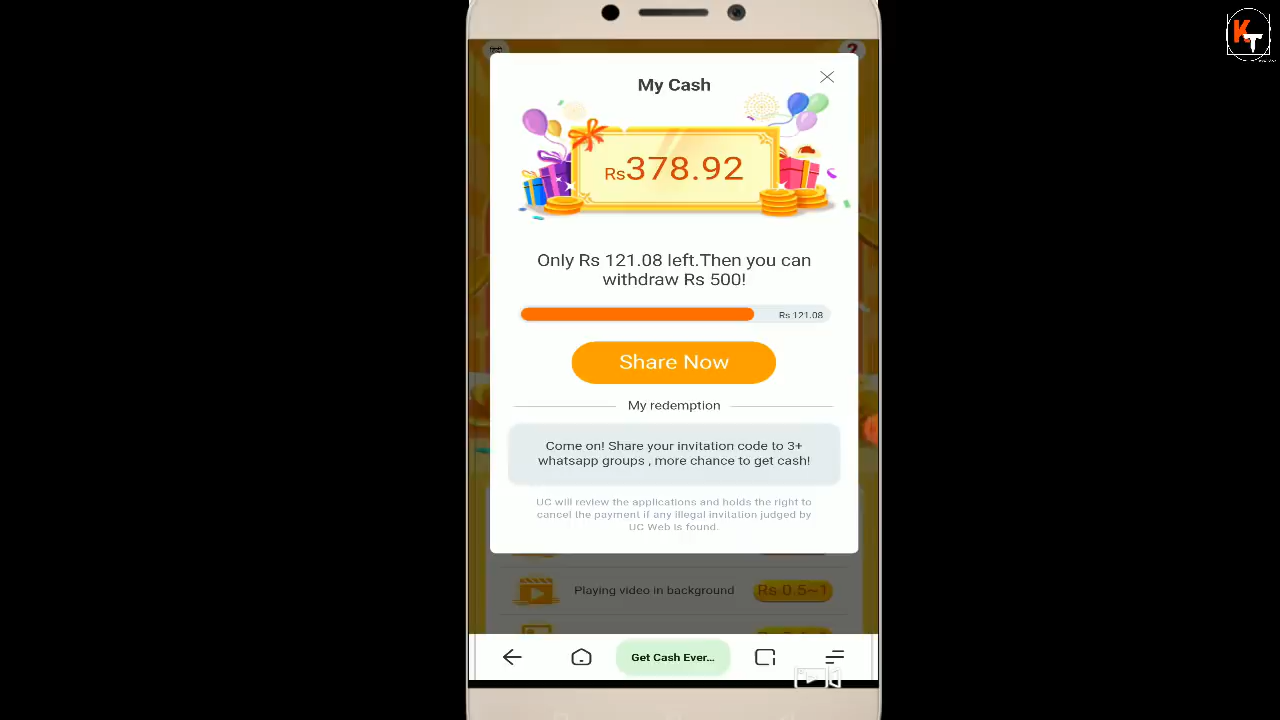 KT
?
My Cash
Rs378.92
Only Rs 121.08 left.Then you can
withdraw Rs 500!
Rs 121.08
Share Now
My redemption
Come on! Share your invitation code to 3+
whatsapp groups , more chance to get cash!
UC will review the applications and holds the right to
cancel the payment if any illegal invitation judged by
UC Web is found.
Playing video in background
Rs 0.5~1
Get Cash Ever...